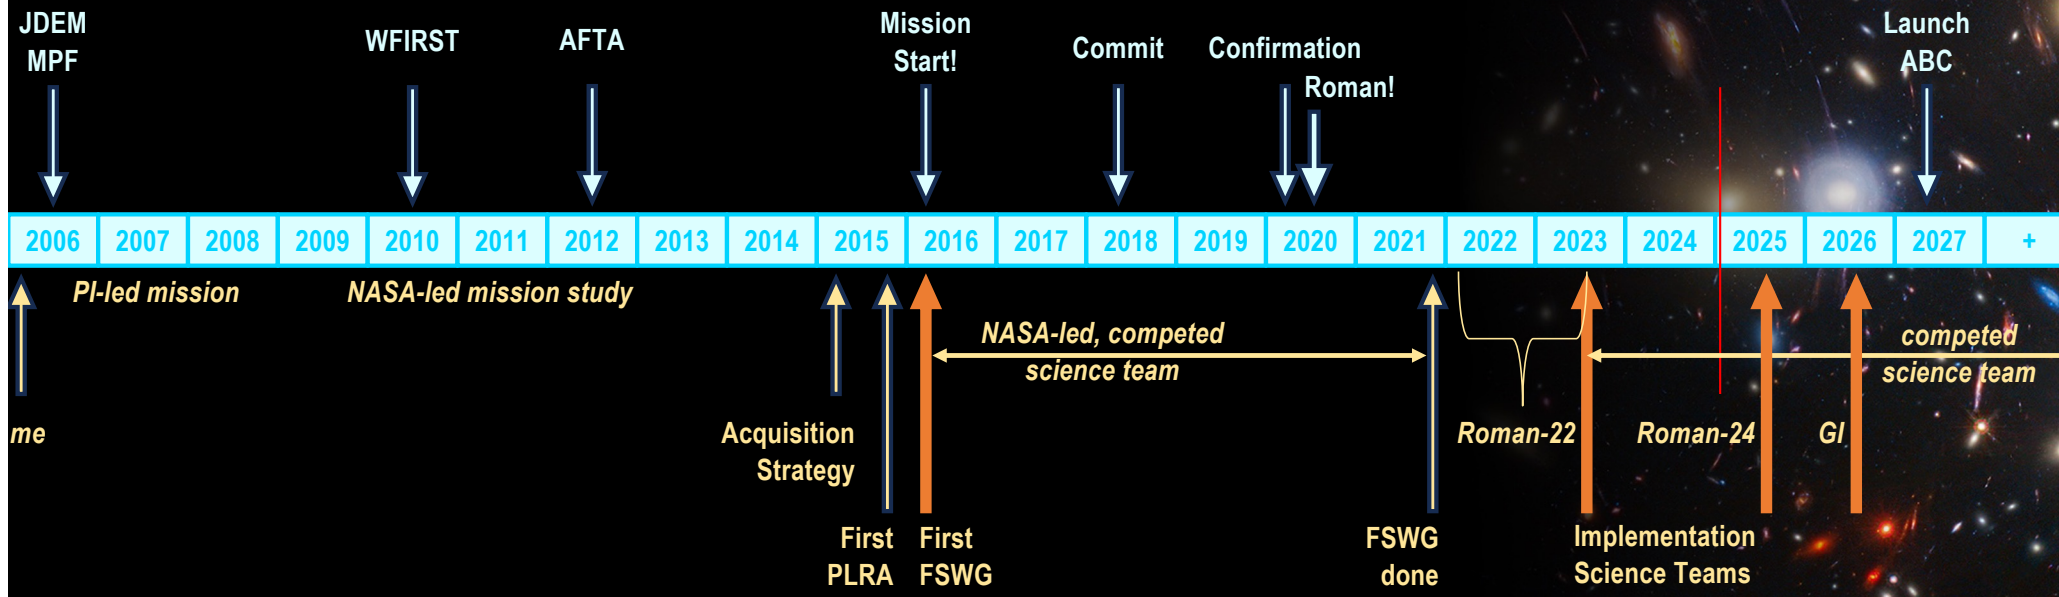 JDEM
MPF
WFIRST
AFTA
Mission
Start!
Commit
Confirmation
Roman!
Launch
ABC
2006 2007 2008 2009 2010 2011 2012 2013 2014 2015 2016 2017 2018 2019 2020 2021 2022 2023 2024 2025 2026 2027 +
PI-led mission
NASA-led mission study
NASA-led, competed
science team
competed
science team
me
Acquisition
Strategy
Roman-22
Roman-24
GI
First
PLRA
First
FSWG
FSWG
done
Implementation
Science Teams